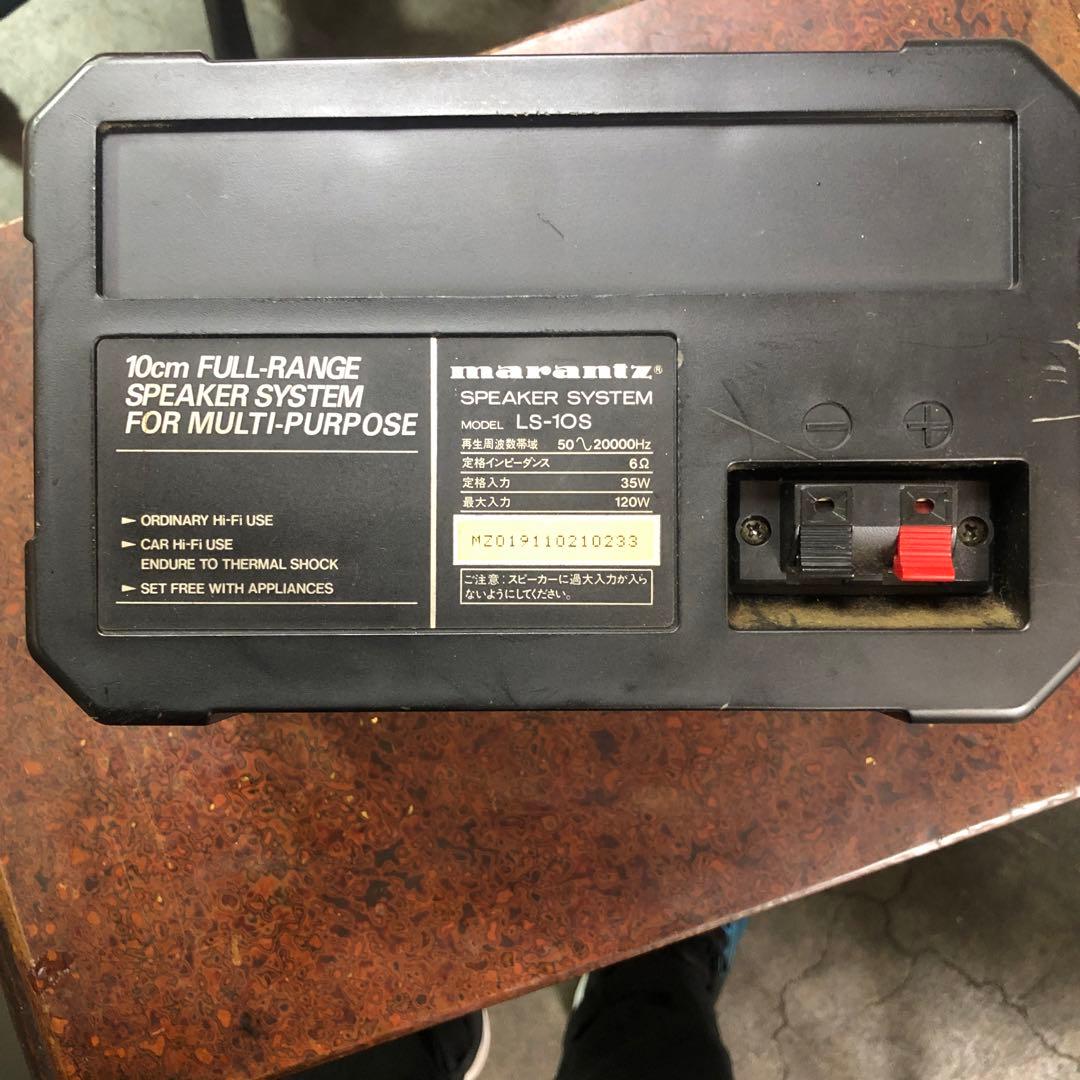 10cm FULL-RANGE
SPEAKER SYSTEM
FOR MULTI-PURPOSE
► ORDINARY Hi-Fi USE
► CAR Hi-Fi USE
ENDURE TO THERMAL SHOCK
► SET FREE WITH APPLIANCES
marantz®
SPEAKER SYSTEM
MODEL LS-10S
再生周波数帯域 50∿20000Hz
定格インピーダンス 6Ω
定格入力 35W
最大入力 120W
MZ019110210233
ご注意:スピーカーに過大入力が入ら
ないようにしてください。
⊖ ⊕